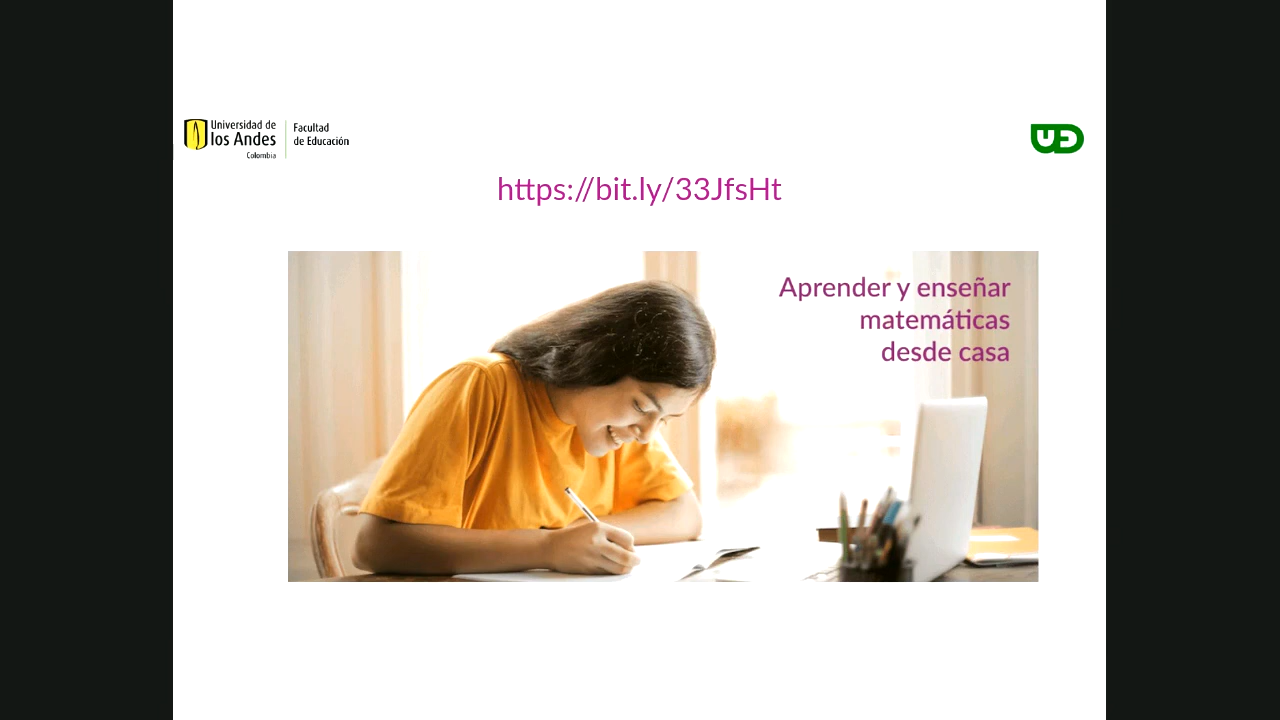 Universidad de
los Andes
Colombia
Facultad
de Educación
https://bit.ly/33JfsHt
Aprender y enseñar
matemáticas
desde casa